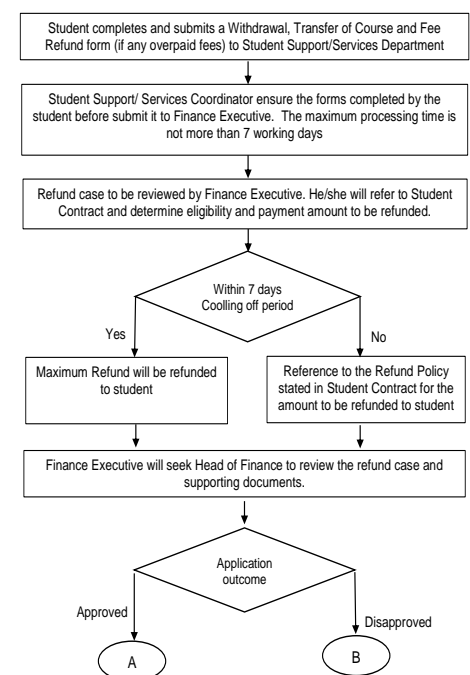 Student completes and submits a Withdrawal, Transfer of Course and Fee
Refund form (if any overpaid fees) to Student Support/Services Department
Student Support/ Services Coordinator ensure the forms completed by the
student before submit it to Finance Executive.  The maximum processing time is
not more than 7 working days
Refund case to be reviewed by Finance Executive. He/she will refer to Student
Contract and determine eligibility and payment amount to be refunded.
Within 7 days
Coolling off period
Yes
No
Maximum Refund will be refunded
to student
Reference to the Refund Policy
stated in Student Contract for the
amount to be refunded to student
Finance Executive will seek Head of Finance to review the refund case and
supporting documents.
Application
outcome
Approved
Disapproved
A
B